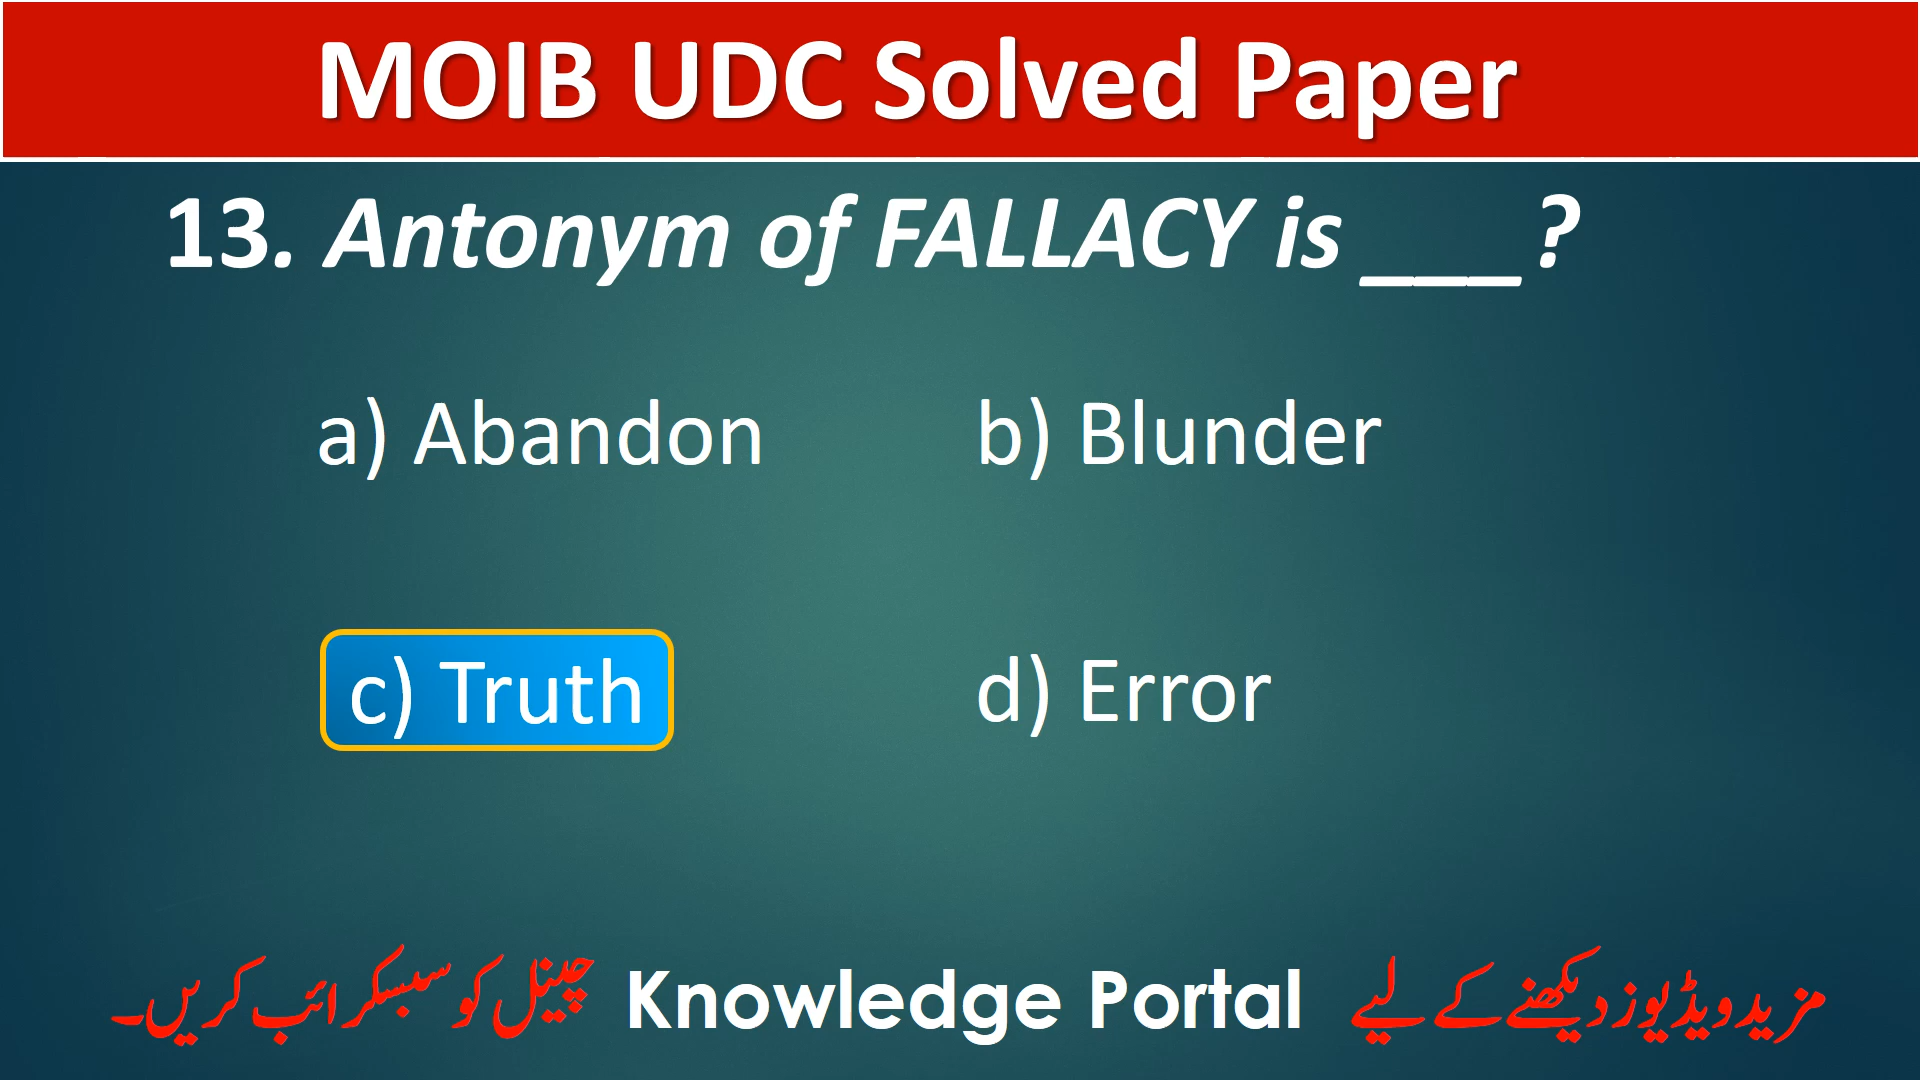 MOIB UDC Solved Paper
13. Antonym of FALLACY is ___?
a) Abandon b) Blunder
c) Truth d) Error
مزید ویڈیوز دیکھنے کے لیے Knowledge Portal چینل کو سبسکرائب کریں۔